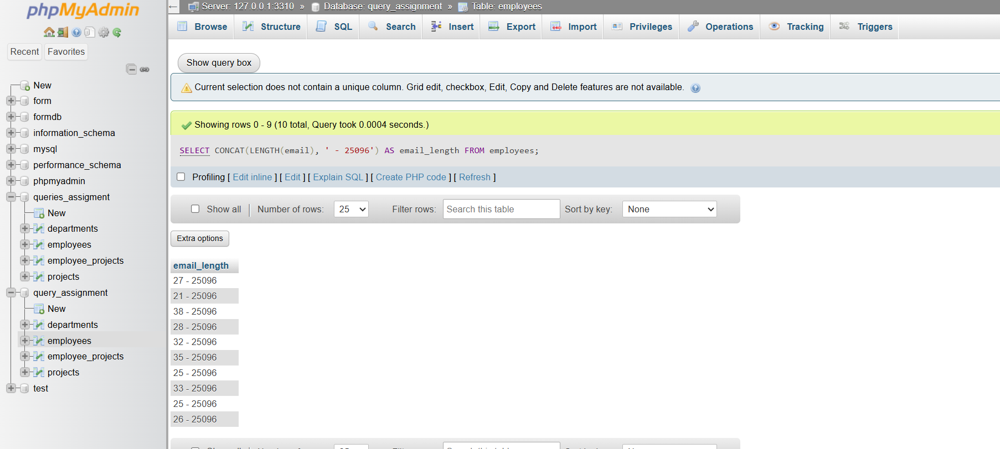 phpMyAdmin
Recent Favorites
New
form
formdb
information_schema
mysql
performance_schema
phpmyadmin
queries_assigment
New
departments
employees
employee_projects
projects
query_assignment
New
departments
employees
employee_projects
projects
test
← Server: 127.0.0.1:3310 » Database: query_assignment » Table: employees
Browse Structure SQL Search Insert Export Import Privileges Operations Tracking Triggers
Show query box
Current selection does not contain a unique column. Grid edit, checkbox, Edit, Copy and Delete features are not available.
Showing rows 0 - 9 (10 total, Query took 0.0004 seconds.)
SELECT CONCAT(LENGTH(email), ' - 25096') AS email_length FROM employees;
Profiling [ Edit inline ] [ Edit ] [ Explain SQL ] [ Create PHP code ] [ Refresh ]
Show all | Number of rows: 25 Filter rows: Search this table Sort by key: None
Extra options
email_length
27 - 25096
21 - 25096
38 - 25096
28 - 25096
32 - 25096
35 - 25096
25 - 25096
33 - 25096
25 - 25096
26 - 25096